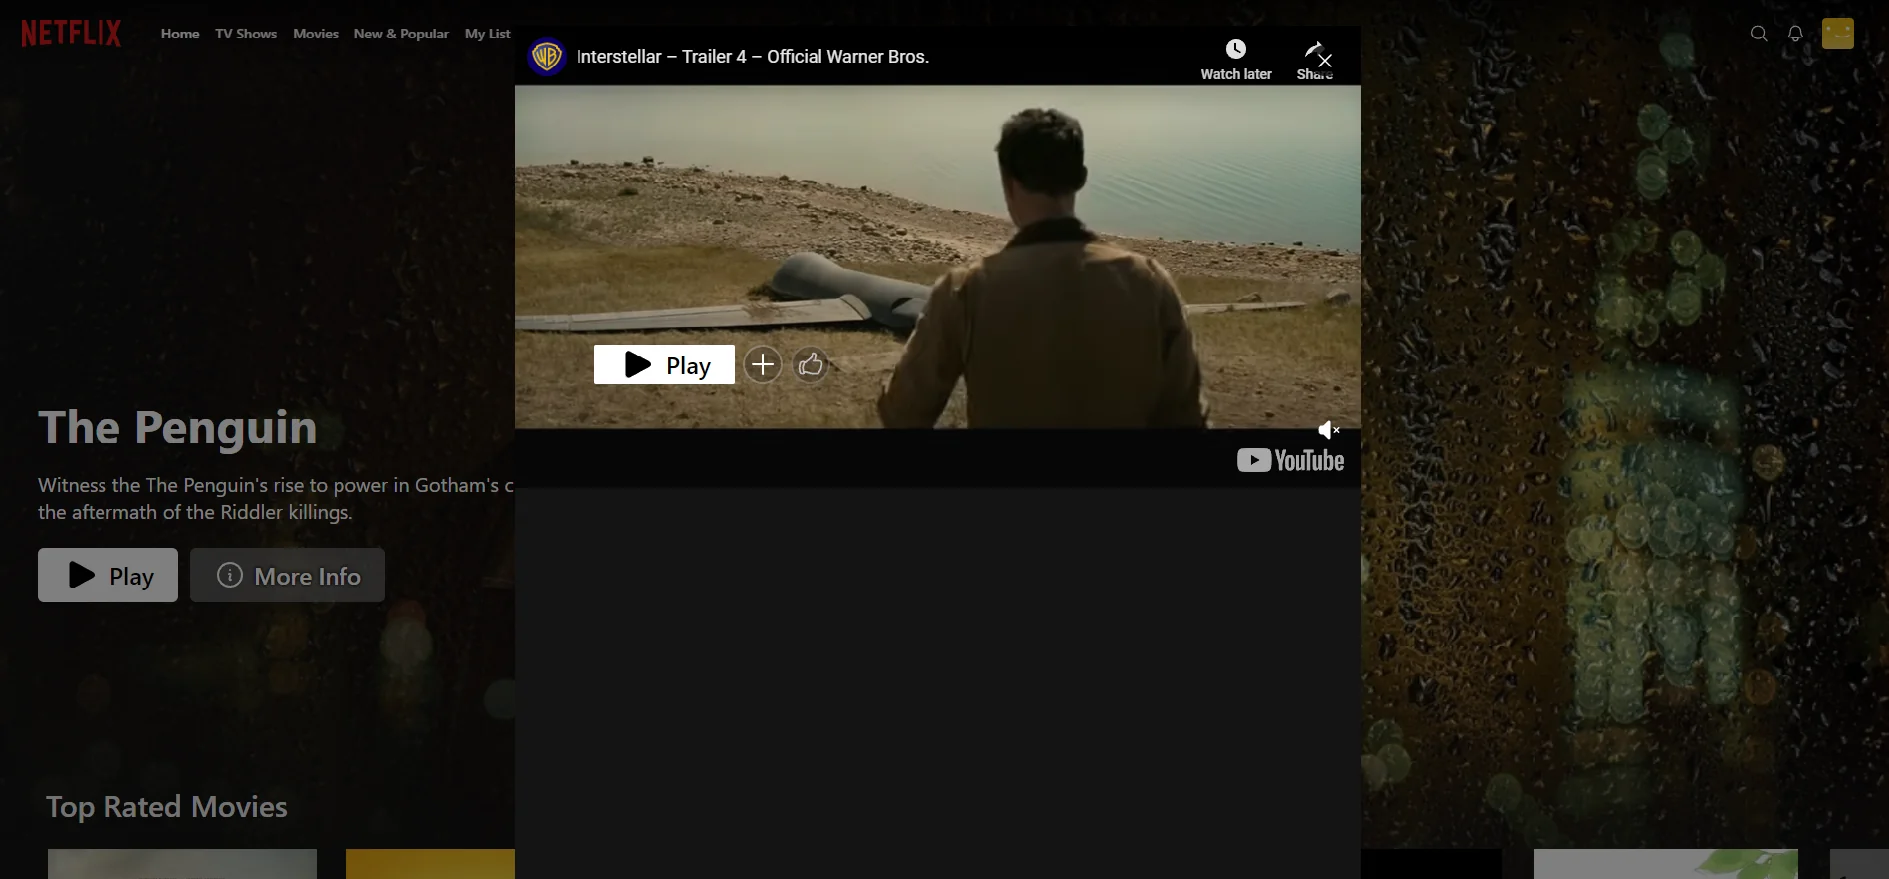 NETFLIX
Home TV Shows Movies New & Popular My List
WB Interstellar – Trailer 4 – Official Warner Bros.
Watch later Share
Play
YouTube
The Penguin
Witness the The Penguin's rise to power in Gotham's c
the aftermath of the Riddler killings.
Play More Info
Top Rated Movies